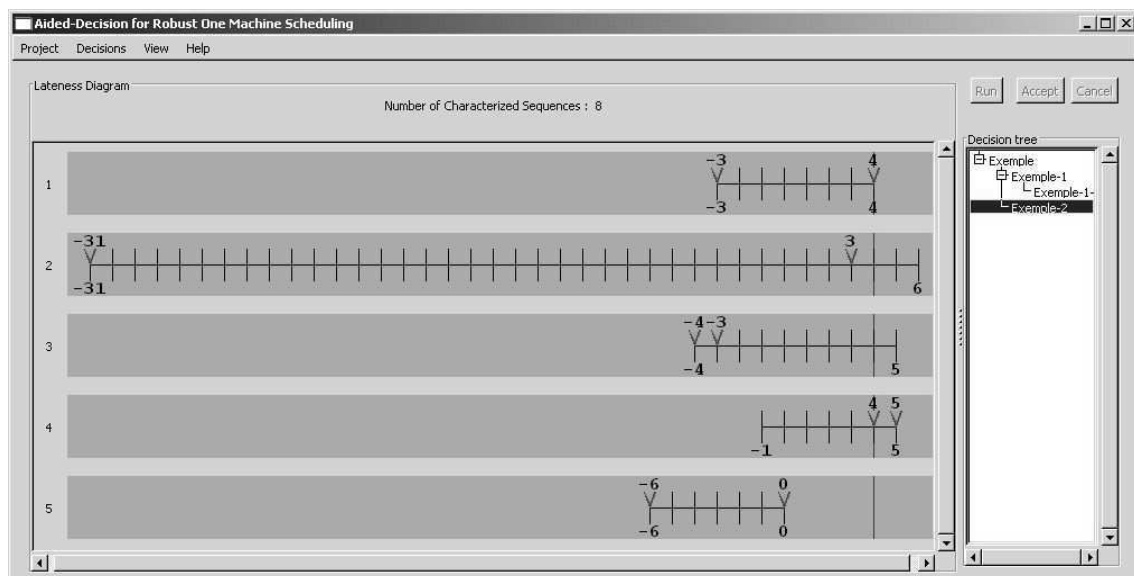 Aided-Decision for Robust One Machine Scheduling
Project Decisions View Help
Lateness Diagram
Number of Characterized Sequences : 8
Run Accept Cancel
Decision tree
Exemple
Exemple-1
Exemple-1-
Exemple-2
-3 4
1
-3 4
-31 3
2
-31 6
-4 -3
3
-4 5
4 5
4
-1 5
-6 0
5
-6 0